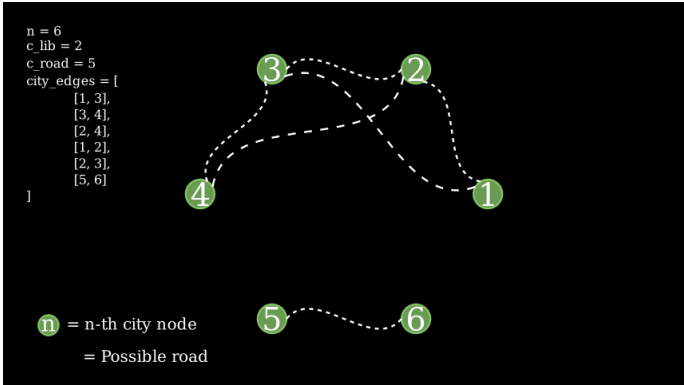 n = 6
c_lib = 2
c_road = 5
city_edges = [
[1, 3],
[3, 4],
[2, 4],
[1, 2],
[2, 3],
[5, 6]
]
3
2
4
1
5
6
n = n-th city node
= Possible road